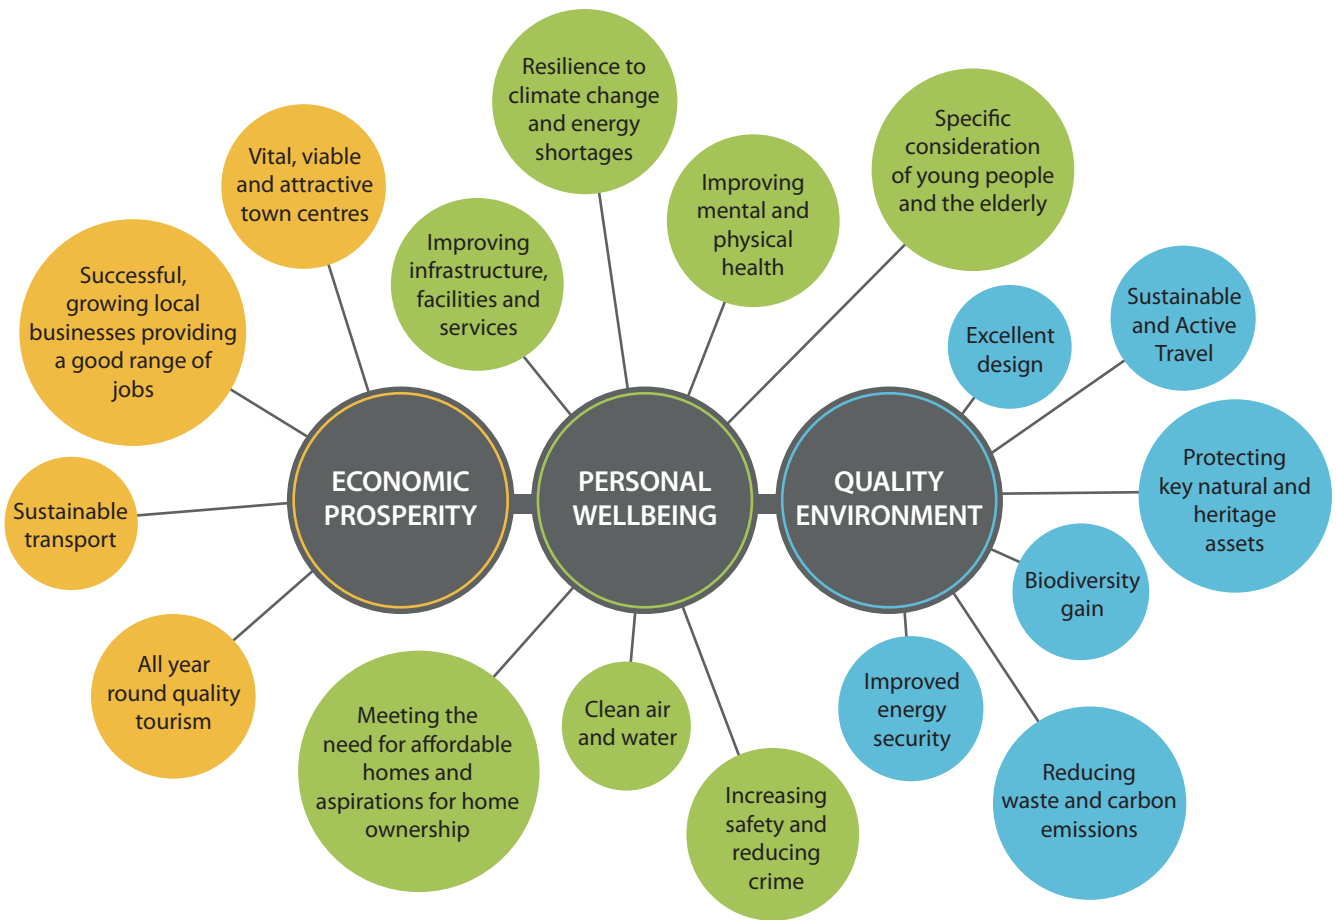 Resilience to
climate change
and energy
shortages
Specific
consideration
of young people
and the elderly
Vital, viable
and attractive
town centres
Improving
mental and
physical
health
Improving
infrastructure,
facilities and
services
Successful,
growing local
businesses providing
a good range of
jobs
Excellent
design
Sustainable
and Active
Travel
ECONOMIC
PROSPERITY
PERSONAL
WELLBEING
QUALITY
ENVIRONMENT
Protecting
key natural and
heritage
assets
Sustainable
transport
Biodiversity
gain
All year
round quality
tourism
Meeting the
need for affordable
homes and
aspirations for home
ownership
Clean air
and water
Improved
energy
security
Increasing
safety and
reducing
crime
Reducing
waste and carbon
emissions